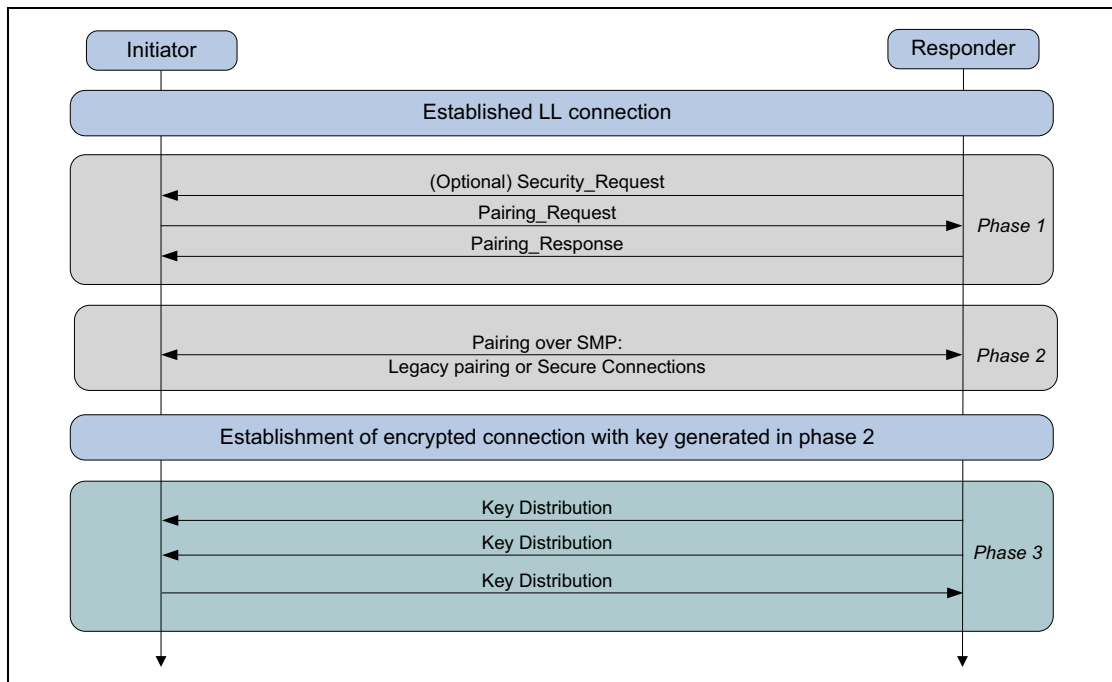 Initiator
Responder
Established LL connection
(Optional) Security_Request
Pairing_Request
Phase 1
Pairing_Response
Pairing over SMP:
Phase 2
Legacy pairing or Secure Connections
Establishment of encrypted connection with key generated in phase 2
Key Distribution
Key Distribution
Phase 3
Key Distribution